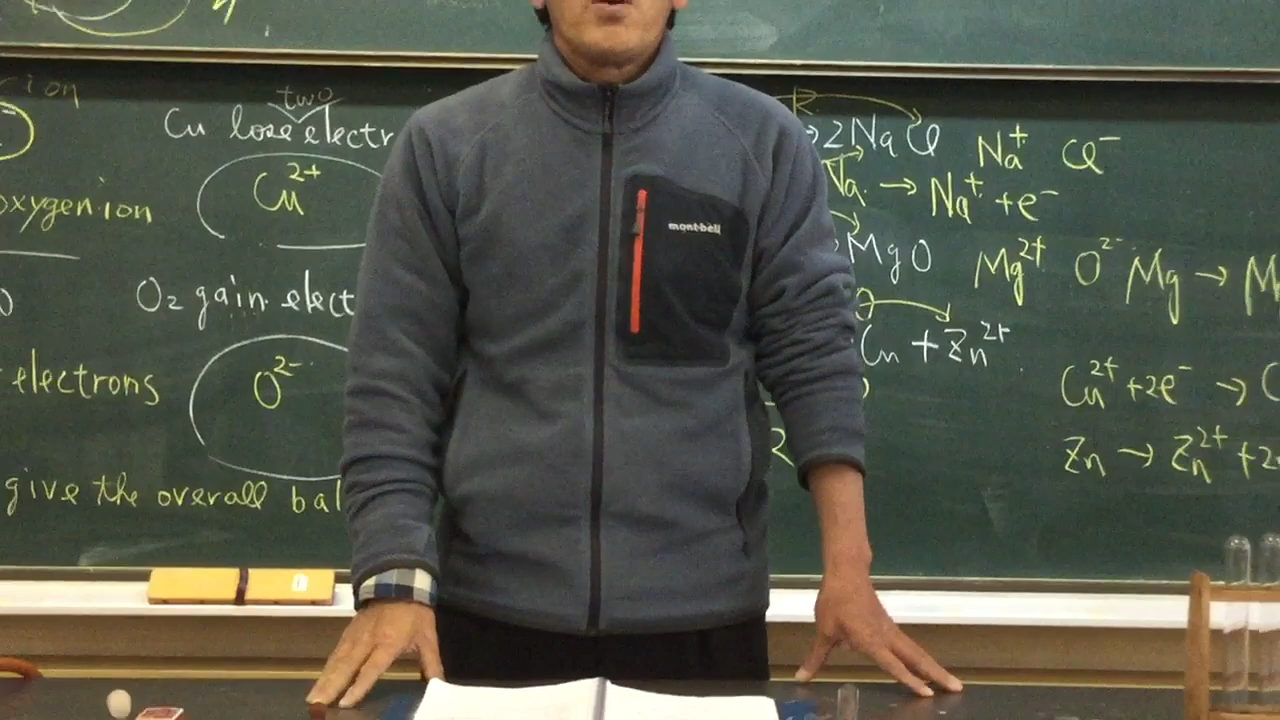 ion
two
Cu lose electr
Cu²⁺
oxygen ion
O₂ gain elect
O²⁻
electrons
give the overall bal
mont-bell
2NaCl Na⁺ Cl⁻
Na → Na⁺ + e⁻
MgO Mg²⁺ O²⁻ Mg → M
Cu + Zn²⁺
Cu²⁺ + 2e⁻ → C
Zn → Zn²⁺ + 2